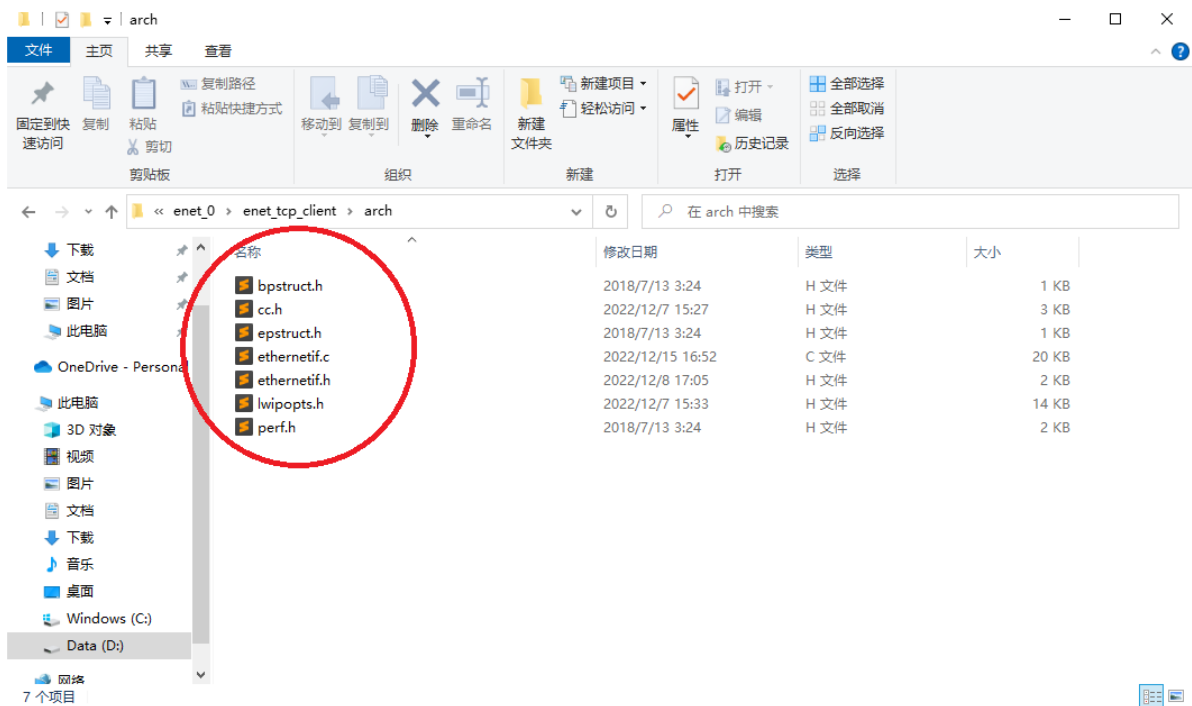 arch
文件 主页 共享 查看
固定到快速访问 复制 粘贴 复制路径 粘贴快捷方式 剪切 移动到 复制到 删除 重命名 新建文件夹 新建项目 轻松访问 属性 打开 编辑 历史记录 全部选择 全部取消 反向选择
剪贴板 组织 新建 打开 选择
« enet_0 › enet_tcp_client › arch 在 arch 中搜索
名称 修改日期 类型 大小
bpstruct.h 2018/7/13 3:24 H 文件 1 KB
cc.h 2022/12/7 15:27 H 文件 3 KB
epstruct.h 2018/7/13 3:24 H 文件 1 KB
ethernetif.c 2022/12/15 16:52 C 文件 20 KB
ethernetif.h 2022/12/8 17:05 H 文件 2 KB
lwipopts.h 2022/12/7 15:33 H 文件 14 KB
perf.h 2018/7/13 3:24 H 文件 2 KB
下载
文档
图片
此电脑
OneDrive - Personal
此电脑
3D 对象
视频
图片
文档
下载
音乐
桌面
Windows (C:)
Data (D:)
网络
7 个项目